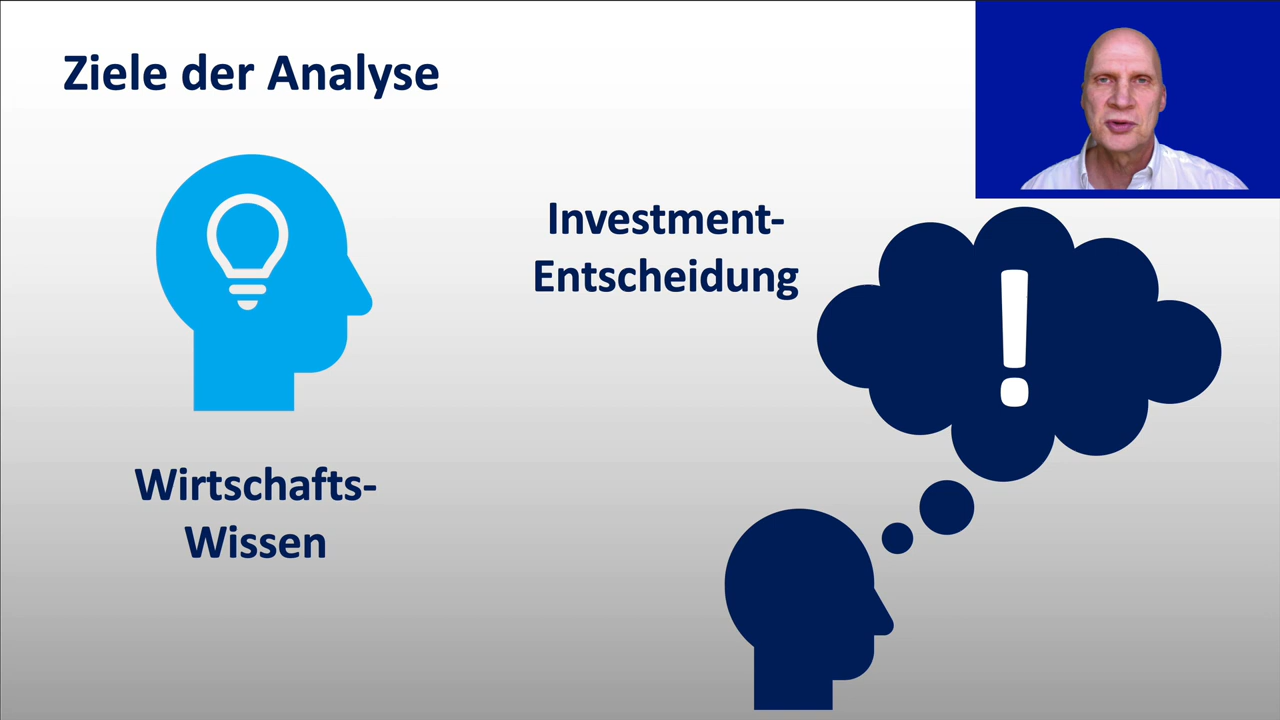 Ziele der Analyse
Investment-
Entscheidung
!
Wirtschafts-
Wissen